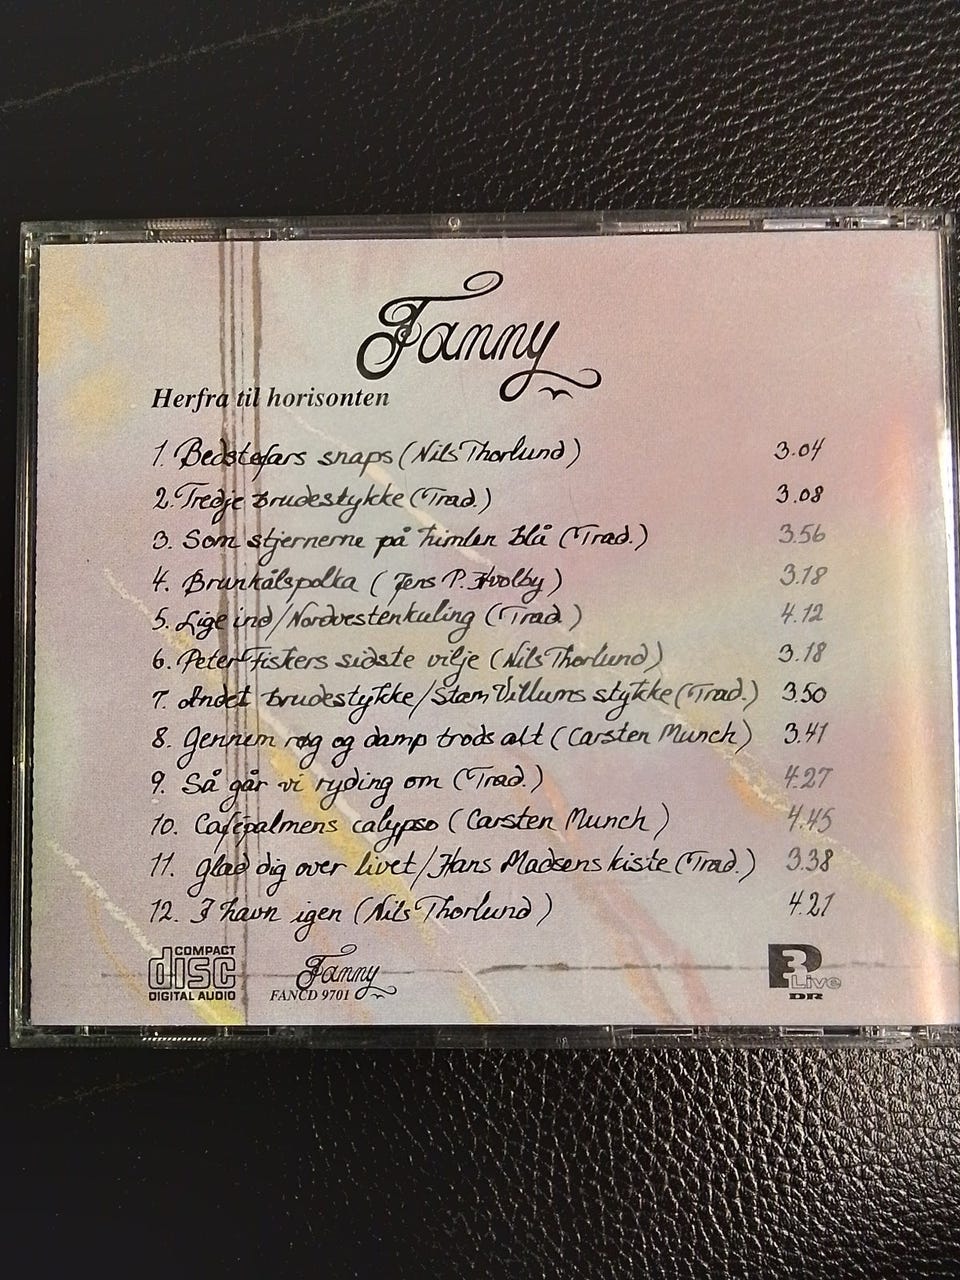 Fanny
Herfra til horisonten
1. Bedstefars snaps (Nils Thorlund) 3.04
2. Tredje brudestykke (Trad.) 3.08
3. Som stjernerne på himlen blå (Trad.) 3.56
4. Brunkålspolka (Jens P. Hvolby) 3.18
5. Lige ind/Nordvestenkuling (Trad.) 4.12
6. Peter Fiskers sidste vilje (Nils Thorlund) 3.18
7. Andet brudestykke/Stæm Villums stykke (Trad.) 3.50
8. Gennem røg og damp trods alt (Carsten Munch) 3.41
9. Så går vi ryding om (Trad.) 4.27
10. Cafépalmens calypso (Carsten Munch) 4.45
11. Glæd dig over livet/Hans Madsens kiste (Trad.) 3.38
12. I havn igen (Nils Thorlund) 4.21
COMPACT
disc
DIGITAL AUDIO
Fanny
FANCD 9701
P3
Live
DR